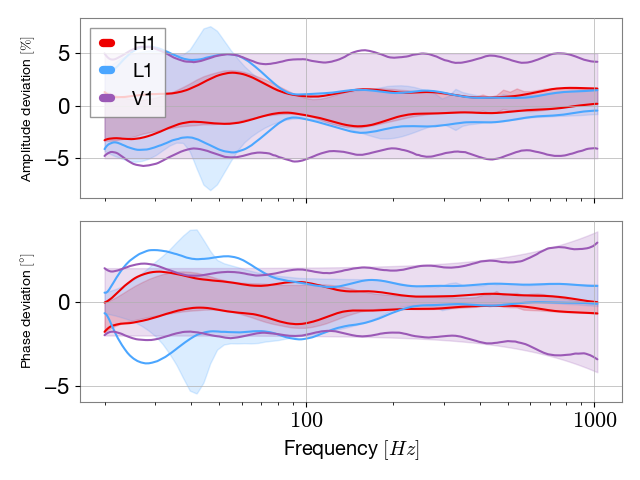 Amplitude deviation [%]
5
0
−5
H1
L1
V1
Phase deviation [°]
0
−5
100
1000
Frequency [Hz]